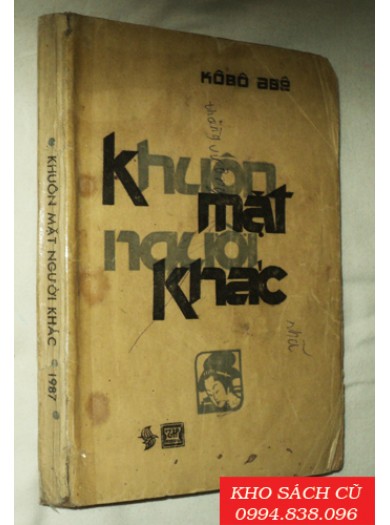 KÔBÔ ABÊ
khuôn
mặt
người
khác
KHUÔN MẶT NGƯỜI KHÁC 1987
KHO SÁCH CŨ
0994.838.096